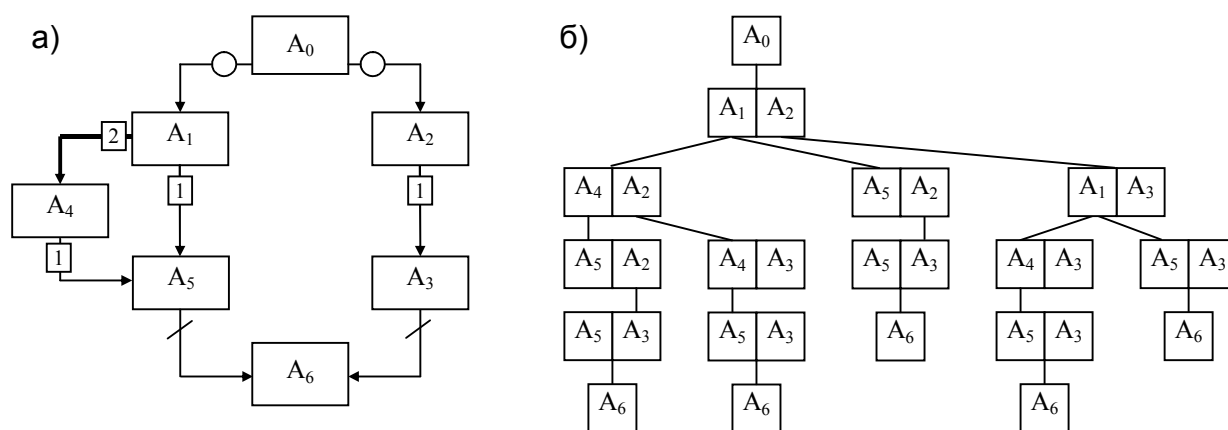 а)
A₀
A₁ A₂
2
1 1
A₄
1
A₅ A₃
A₆
б)
A₀
A₁ A₂
A₄ A₂ A₅ A₂ A₁ A₃
A₅ A₂ A₄ A₃ A₅ A₃ A₄ A₃ A₅ A₃
A₅ A₃ A₅ A₃ A₆ A₅ A₃ A₆
A₆ A₆ A₆